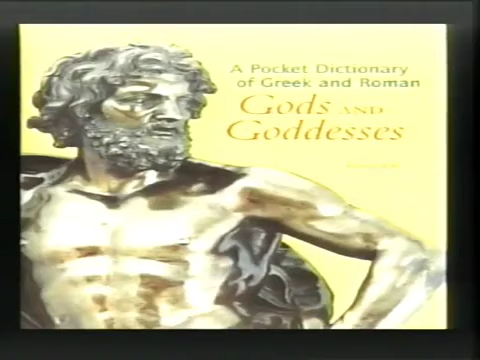 A Pocket Dictionary
of Greek and Roman
Gods AND
Goddesses